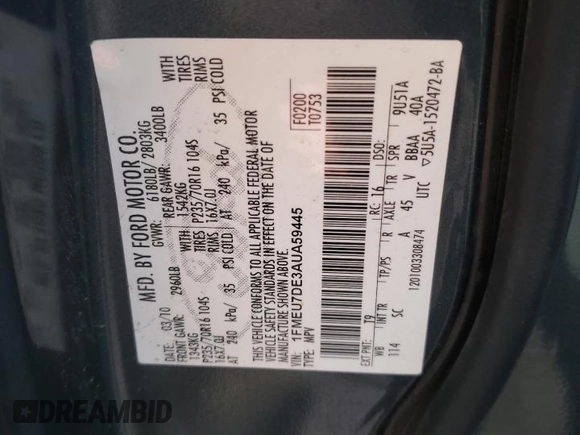 MFD. BY FORD MOTOR CO.
DATE: 03/10
GVWR: 6180LB/ 2803KG
FRONT GAWR: 2960LB
REAR GAWR: 3400LB
1343KG
1542KG
WITH
P235/70R16 104S
TIRES
16X7.0J
RIMS
AT 240 kPa/ 35 PSI COLD
WITH
P235/70R16 104S
TIRES
16X7.0J
RIMS
AT 240 kPa/ 35 PSI COLD
THIS VEHICLE CONFORMS TO ALL APPLICABLE FEDERAL MOTOR
VEHICLE SAFETY STANDARDS IN EFFECT ON THE DATE OF
MANUFACTURE SHOWN ABOVE.
VIN: 1FMEU7DE3AUA59445
TYPE: MPV
F0200
T0753
EXT PNT: T9
RC: 16
DSO:
WB
INT TR
TP/PS
R
AXLE
TR
SPR
9U51A
114
SC
A
45
V
BBAA
40A
1201003308474
UTC
▽5U5A-1520472-BA
DREAMBID